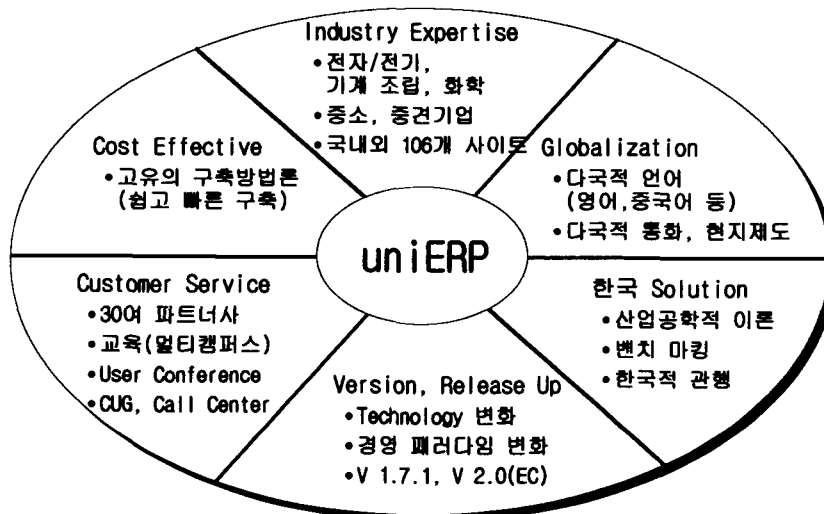 Industry Expertise
•전자/전기,
기계 조립, 화학
•중소, 중견기업
•국내외 106개 사이트
Cost Effective
•고유의 구축방법론
(쉽고 빠른 구축)
Globalization
•다국적 언어
(영어,중국어 등)
•다국적 통화, 현지제도
uniERP
Customer Service
•30여 파트너사
•교육(멀티캠퍼스)
•User Conference
•CUG, Call Center
한국 Solution
•산업공학적 이론
•벤치 마킹
•한국적 관행
Version, Release Up
•Technology 변화
•경영 패러다임 변화
•V 1.7.1, V 2.0(EC)